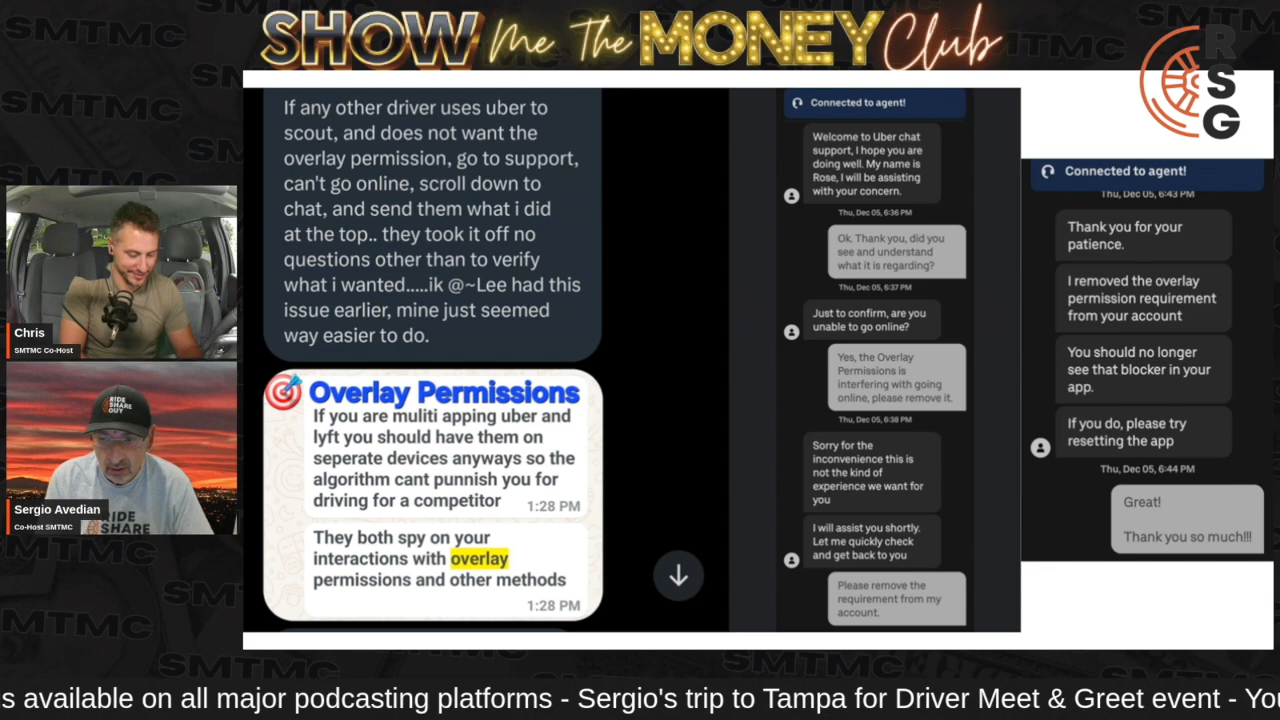 SHOW Me The MONEY Club
RSG
If any other driver uses uber to
scout, and does not want the
overlay permission, go to support,
can't go online, scroll down to
chat, and send them what i did
at the top.. they took it off no
questions other than to verify
what i wanted.....ik @~Lee had this
issue earlier, mine just seemed
way easier to do.
Overlay Permissions
If you are muliti apping uber and
lyft you should have them on
seperate devices anyways so the
algorithm cant punnish you for
driving for a competitor
1:28 PM
They both spy on your
interactions with overlay
permissions and other methods
1:28 PM
Connected to agent!
Welcome to Uber chat
support, I hope you are
doing well. My name is
Rose, I will be assisting
with your concern.
Thu, Dec 05, 6:36 PM
Ok. Thank you, did you
see and understand
what it is regarding?
Thu, Dec 05, 6:37 PM
Just to confirm, are you
unable to go online?
Yes, the Overlay
Permissions is
interfering with going
online, please remove it.
Thu, Dec 05, 6:38 PM
Sorry for the
inconvenience this is
not the kind of
experience we want for
you
I will assist you shortly.
Let me quickly check
and get back to you
Please remove the
requirement from my
account.
Connected to agent!
Thu, Dec 05, 6:43 PM
Thank you for your
patience.
I removed the overlay
permission requirement
from your account
You should no longer
see that blocker in your
app.
If you do, please try
resetting the app
Thu, Dec 05, 6:44 PM
Great!
Thank you so much!!!
Chris
SMTMC Co-Host
RIDE
SHARE
GUY
Sergio Avedian
Co-Host SMTMC
RIDE
SHARE
SMTMC
SMTMC
SMTMC
SMTMC
s available on all major podcasting platforms - Sergio's trip to Tampa for Driver Meet & Greet event - Yo